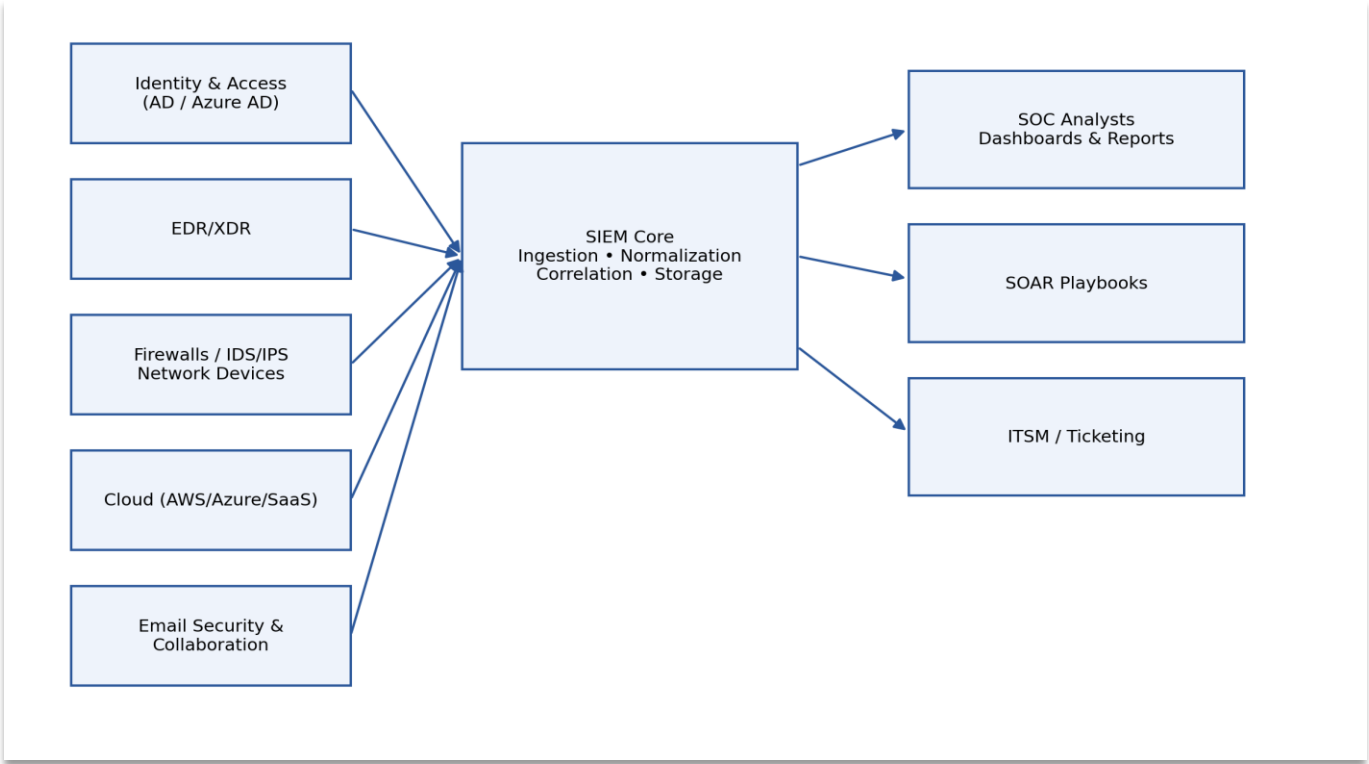 Identity & Access
(AD / Azure AD)
EDR/XDR
Firewalls / IDS/IPS
Network Devices
Cloud (AWS/Azure/SaaS)
Email Security &
Collaboration
SIEM Core
Ingestion • Normalization
Correlation • Storage
SOC Analysts
Dashboards & Reports
SOAR Playbooks
ITSM / Ticketing